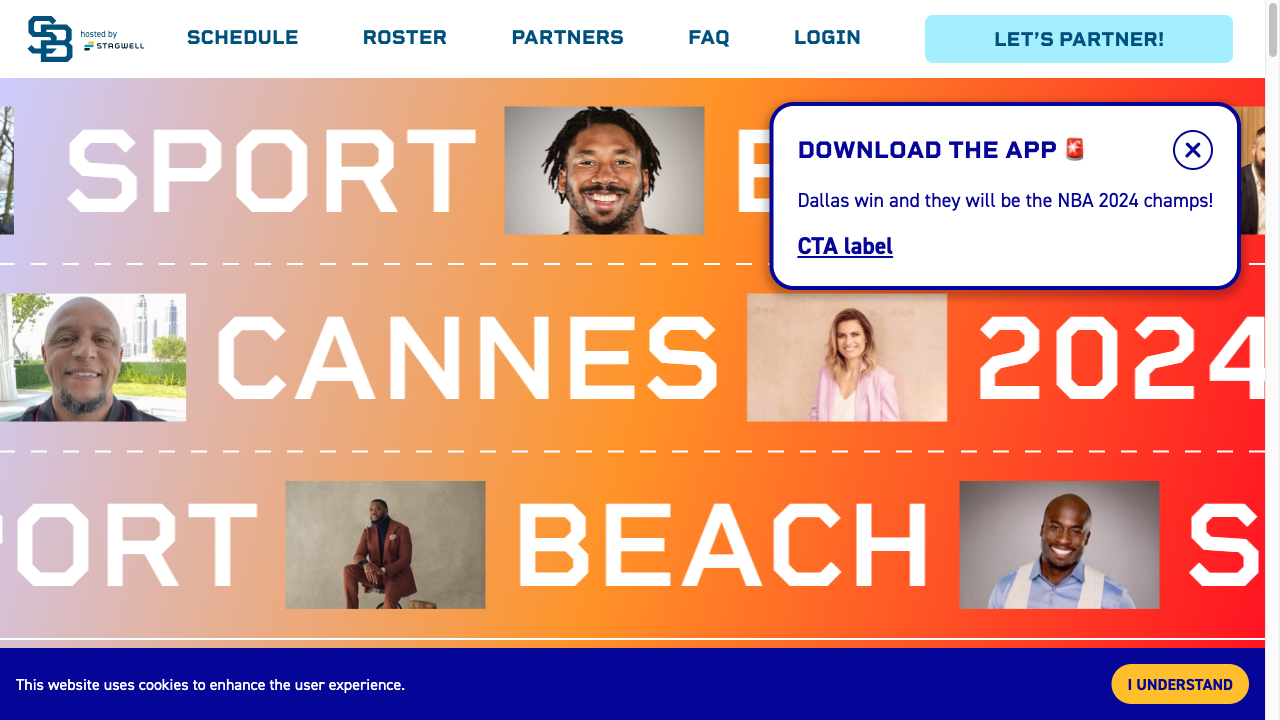 SB
hosted by
STAGWELL
SCHEDULE
ROSTER
PARTNERS
FAQ
LOGIN
LET'S PARTNER!
SPORT
DOWNLOAD THE APP 🚨
Dallas win and they will be the NBA 2024 champs!
CTA label
CANNES
2024
PORT
BEACH
S
This website uses cookies to enhance the user experience.
I UNDERSTAND